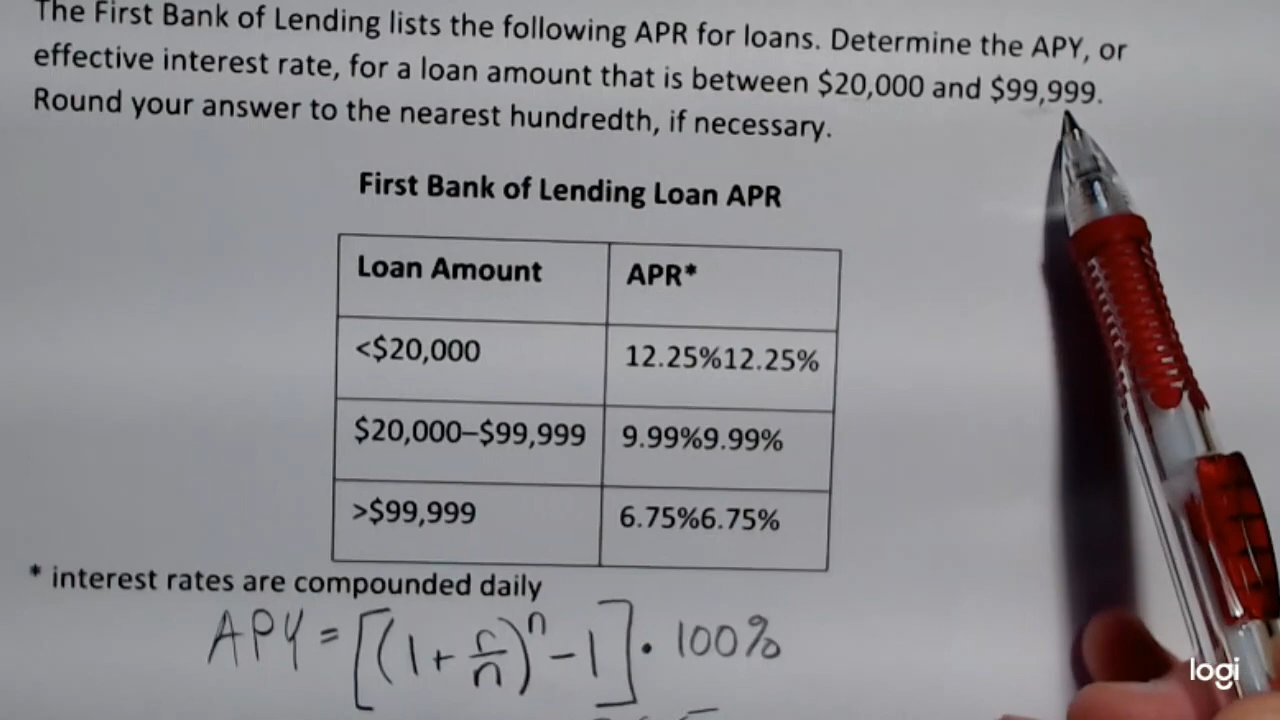 The First Bank of Lending lists the following APR for loans. Determine the APY, or
effective interest rate, for a loan amount that is between $20,000 and $99,999.
Round your answer to the nearest hundredth, if necessary.
First Bank of Lending Loan APR
Loan Amount APR*
<$20,000 12.25%12.25%
$20,000–$99,999 9.99%9.99%
>$99,999 6.75%6.75%
* interest rates are compounded daily
APY = [(1 + r/n)^n - 1] · 100%
logi